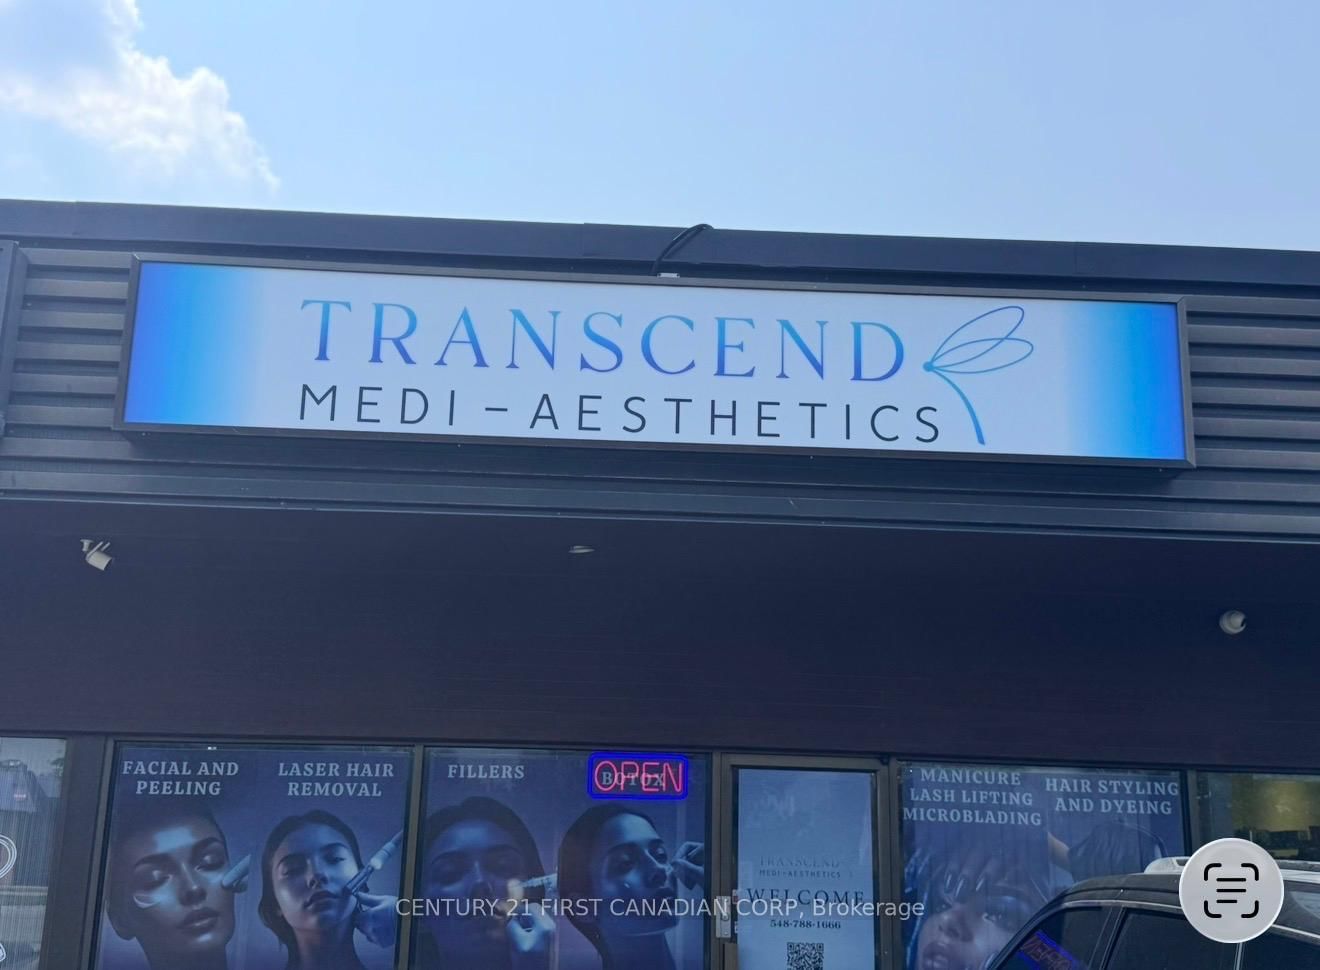 TRANSCEND
MEDI-AESTHETICS
FACIAL AND
PEELING
LASER HAIR
REMOVAL
FILLERS
BOTOX
OPEN
MANICURE
LASH LIFTING
MICROBLADING
HAIR STYLING
AND DYEING
TRANSCEND
MEDI-AESTHETICS
WELCOME
548-788-1666
CENTURY 21 FIRST CANADIAN CORP, Brokerage